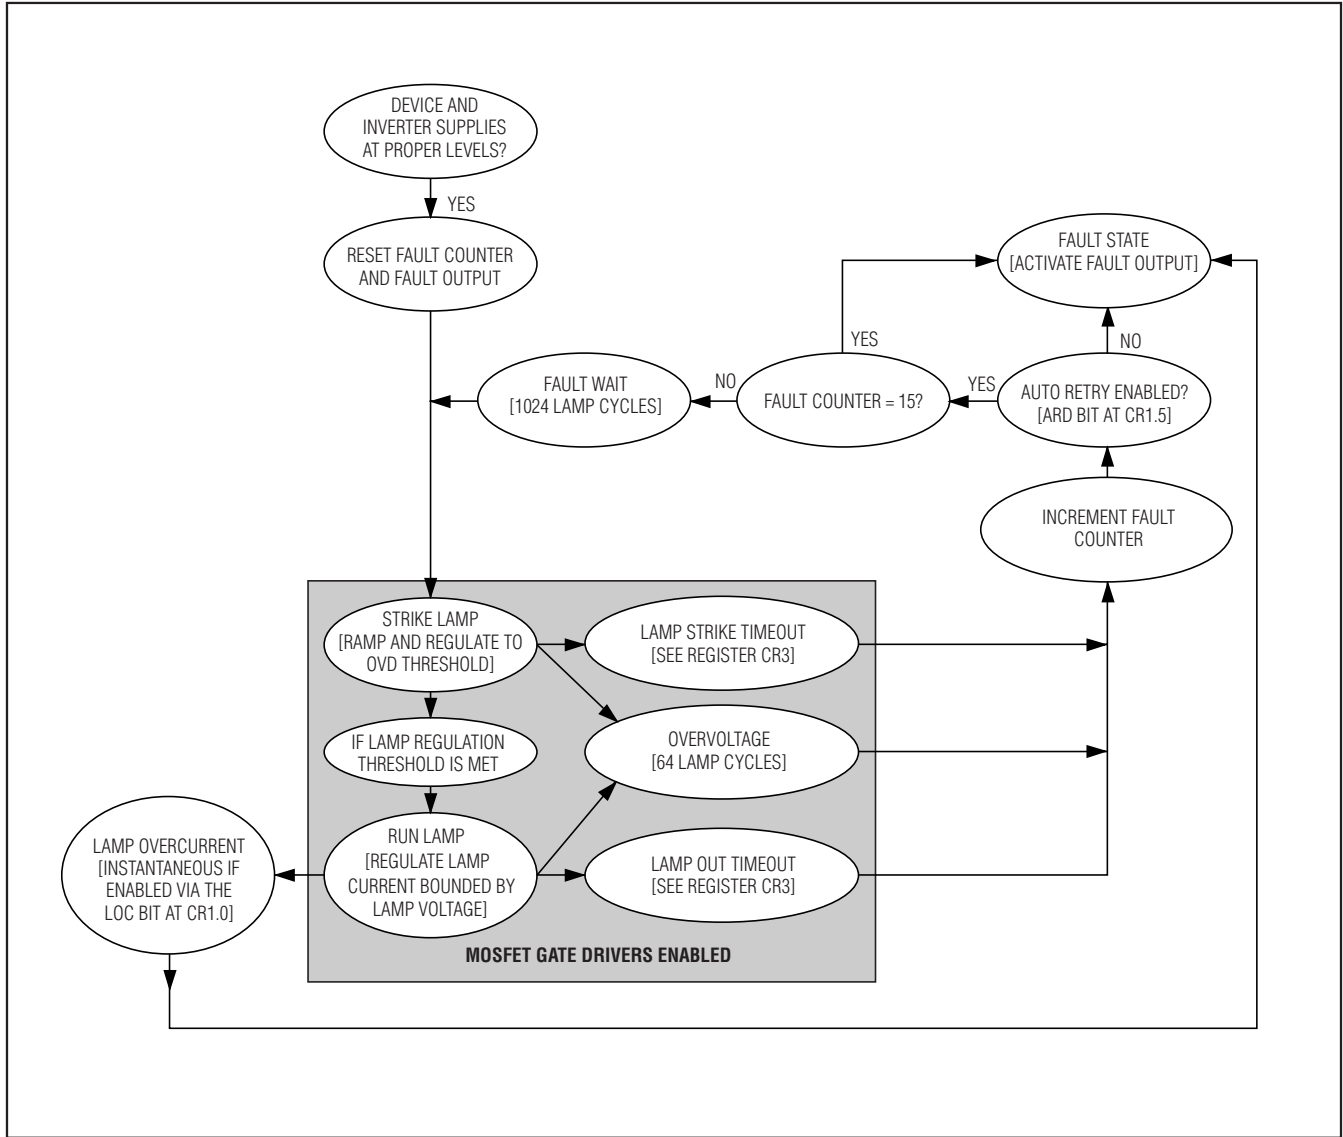 DEVICE AND
INVERTER SUPPLIES
AT PROPER LEVELS?
YES
RESET FAULT COUNTER
AND FAULT OUTPUT
FAULT STATE
[ACTIVATE FAULT OUTPUT]
YES
NO
FAULT WAIT
[1024 LAMP CYCLES]
NO
FAULT COUNTER = 15?
YES
AUTO RETRY ENABLED?
[ARD BIT AT CR1.5]
INCREMENT FAULT
COUNTER
STRIKE LAMP
[RAMP AND REGULATE TO
OVD THRESHOLD]
LAMP STRIKE TIMEOUT
[SEE REGISTER CR3]
IF LAMP REGULATION
THRESHOLD IS MET
OVERVOLTAGE
[64 LAMP CYCLES]
LAMP OVERCURRENT
[INSTANTANEOUS IF
ENABLED VIA THE
LOC BIT AT CR1.0]
RUN LAMP
[REGULATE LAMP
CURRENT BOUNDED BY
LAMP VOLTAGE]
LAMP OUT TIMEOUT
[SEE REGISTER CR3]
MOSFET GATE DRIVERS ENABLED